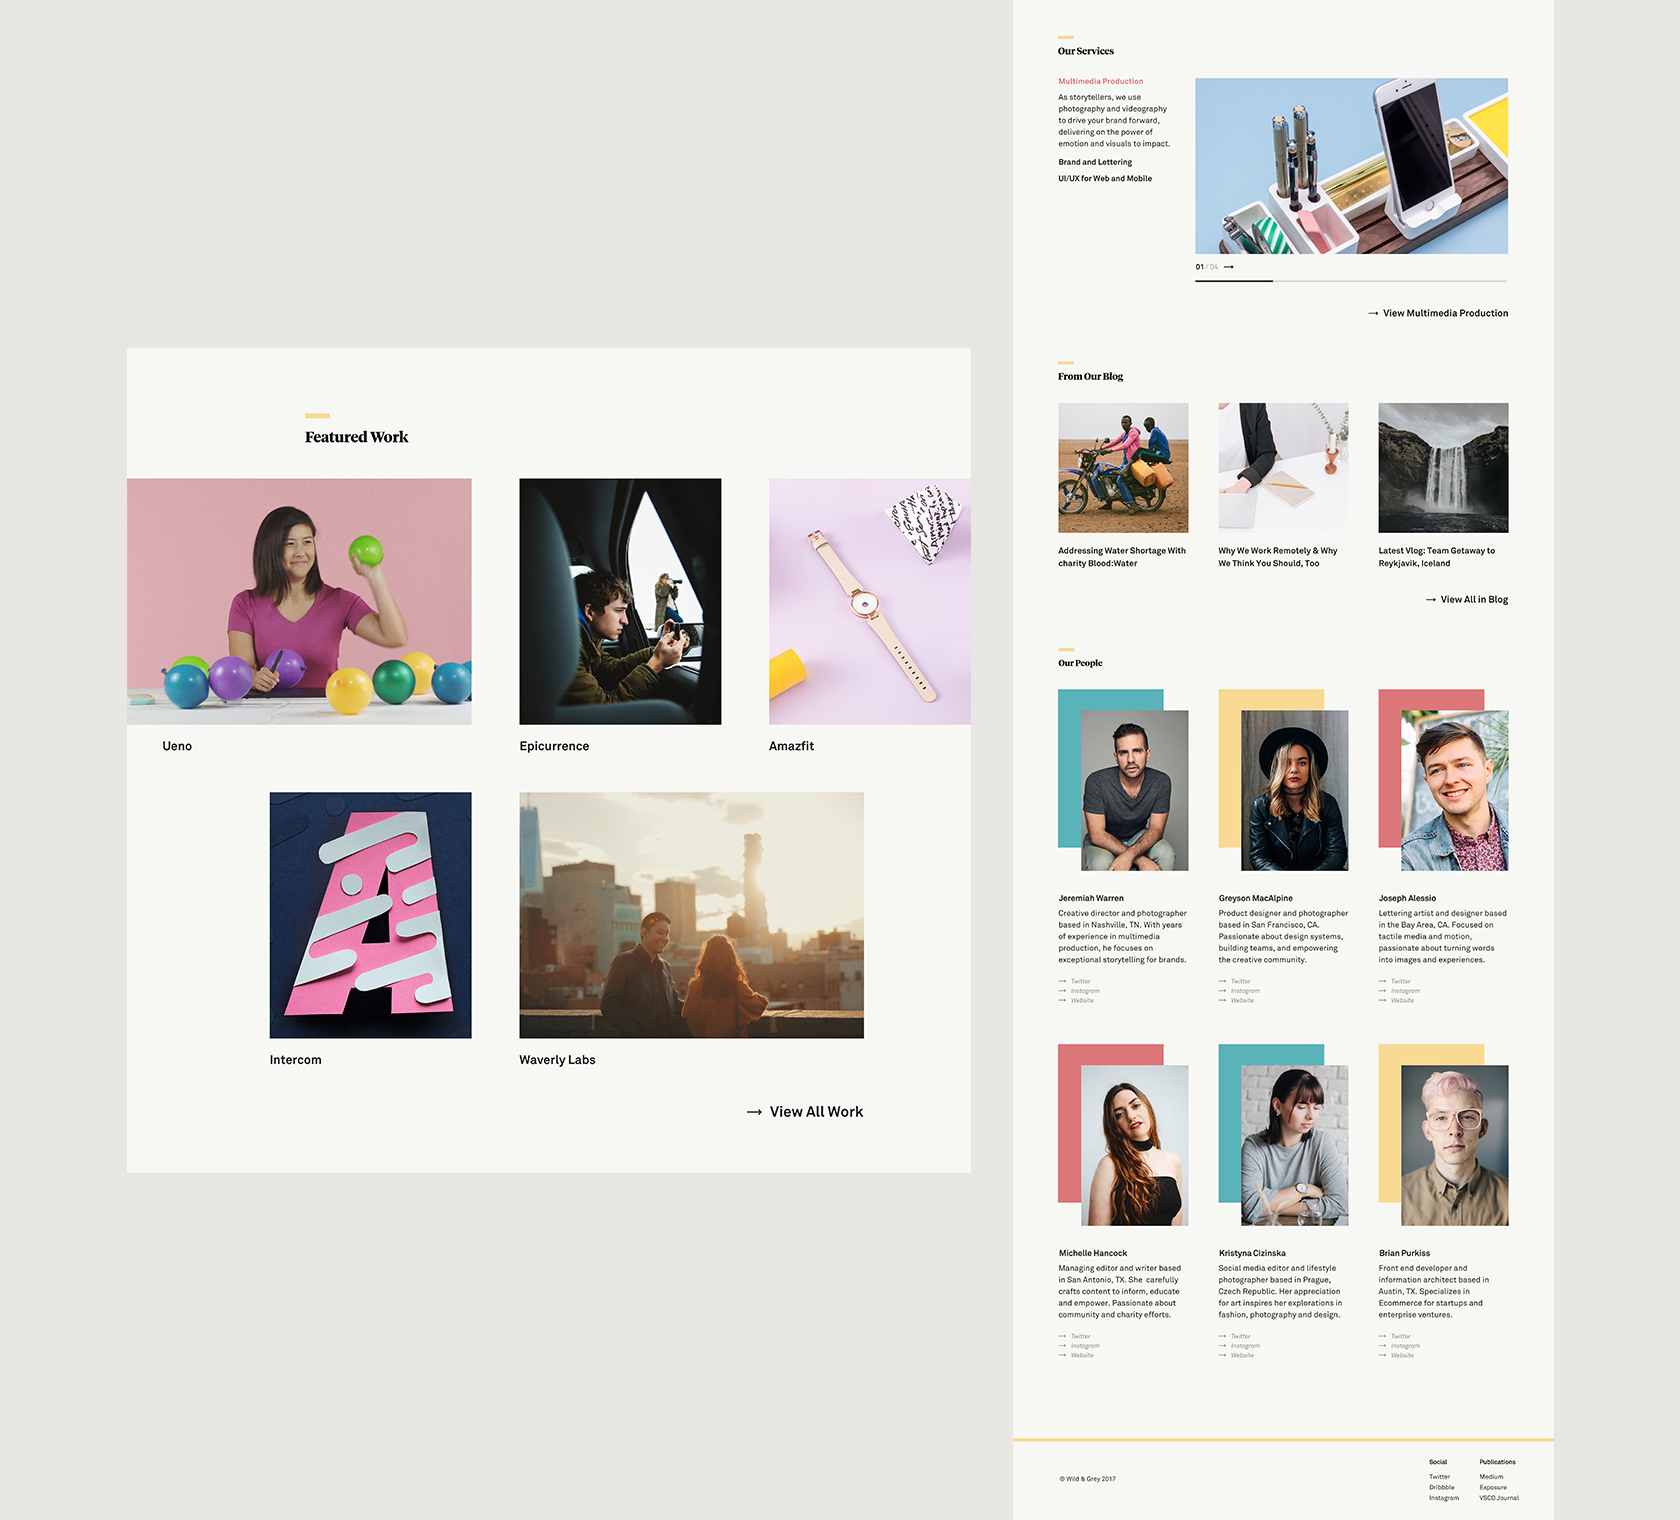 Featured Work
Ueno
Epicurrence
Amazfit
Intercom
Waverly Labs
→ View All Work
Our Services
Multimedia Production
As storytellers, we use
photography and videography
to drive your brand forward,
delivering on the power of
emotion and visuals to impact.
Brand and Lettering
UI/UX for Web and Mobile
01 / 04 →
→ View Multimedia Production
From Our Blog
Addressing Water Shortage With
charity Blood:Water
Why We Work Remotely & Why
We Think You Should, Too
Latest Vlog: Team Getaway to
Reykjavik, Iceland
→ View All in Blog
Our People
Jeremiah Warren
Creative director and photographer
based in Nashville, TN. With years
of experience in multimedia
production, he focuses on
exceptional storytelling for brands.
→ Twitter
→ Instagram
→ Website
Greyson MacAlpine
Product designer and photographer
based in San Francisco, CA.
Passionate about design systems,
building teams, and empowering
the creative community.
→ Twitter
→ Instagram
→ Website
Joseph Alessio
Lettering artist and designer based
in the Bay Area, CA. Focused on
tactile media and motion,
passionate about turning words
into images and experiences.
→ Twitter
→ Instagram
→ Website
Michelle Hancock
Managing editor and writer based
in San Antonio, TX. She carefully
crafts content to inform, educate
and empower. Passionate about
community and charity efforts.
→ Twitter
→ Instagram
→ Website
Kristyna Cizinska
Social media editor and lifestyle
photographer based in Prague,
Czech Republic. Her appreciation
for art inspires her explorations in
fashion, photography and design.
→ Twitter
→ Instagram
→ Website
Brian Purkiss
Front end developer and
information architect based in
Austin, TX. Specializes in
Ecommerce for startups and
enterprise ventures.
→ Twitter
→ Instagram
→ Website
© Wild & Grey 2017
Social
Twitter
Dribbble
Instagram
Publications
Medium
Exposure
VSCO Journal